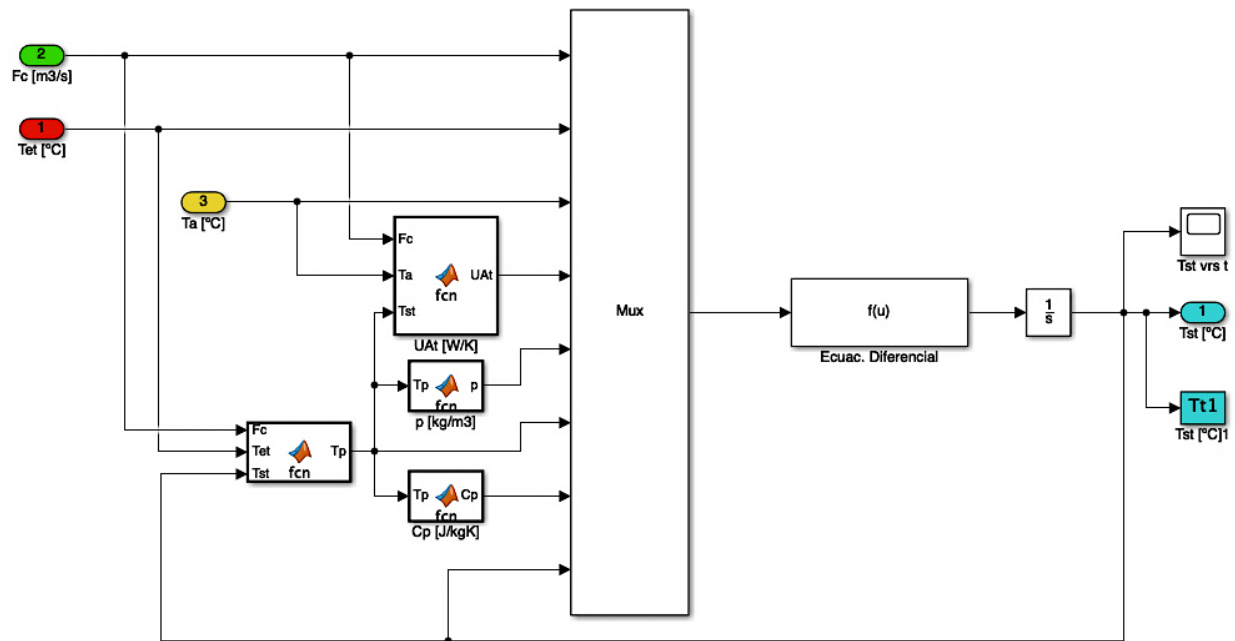 2
Fc [m3/s]
1
Tet [ºC]
3
Ta [ºC]
Fc
Ta
Tst
UAt
fcn
UAt [W/K]
Tp
p
fcn
p [kg/m3]
Fc
Tet
Tst
Tp
fcn
Tp
Cp
fcn
Cp [J/kgK]
Mux
f(u)
Ecuac. Diferencial
1
s
Tst vrs t
1
Tst [ºC]
Tt1
Tst [ºC]1